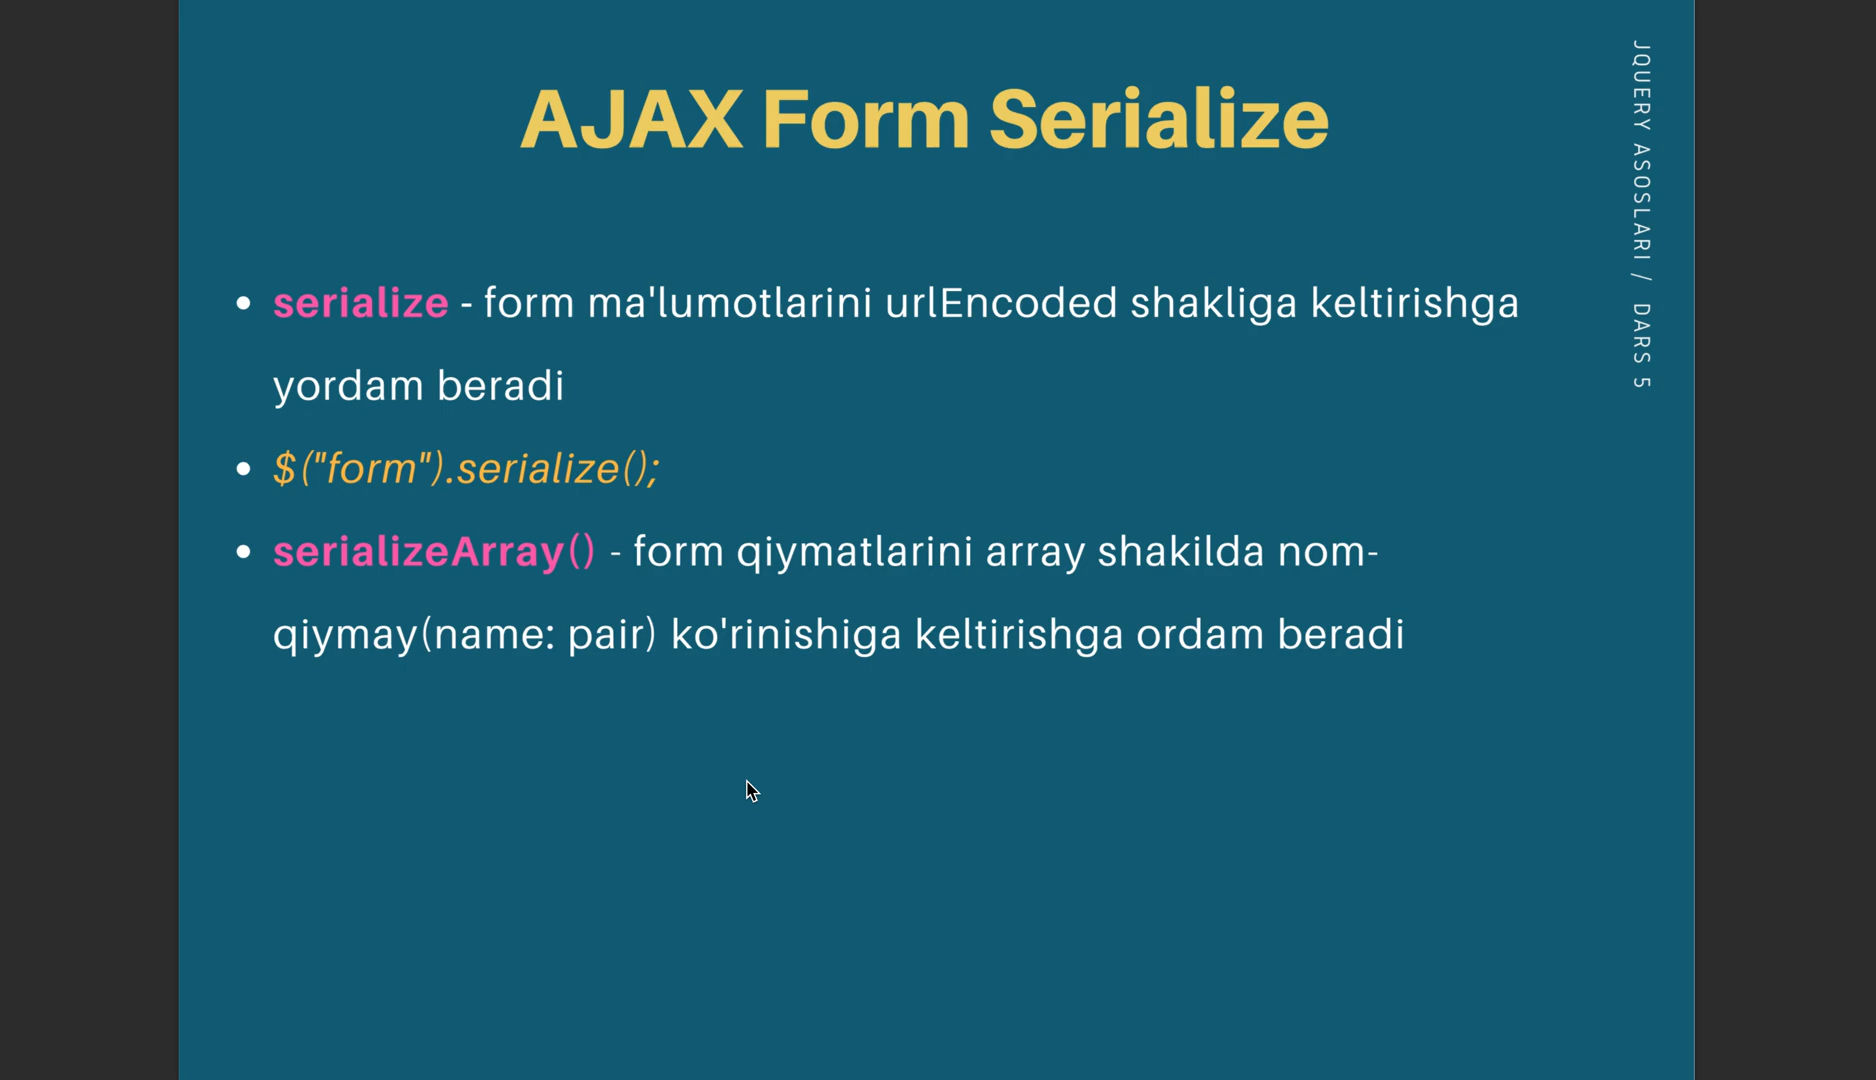 AJAX Form Serialize
JQUERY ASOSLARI / DARS 5
• serialize - form ma'lumotlarini urlEncoded shakliga keltirishga
yordam beradi
• $("form").serialize();
• serializeArray() - form qiymatlarini array shakilda nom-
qiymay(name: pair) ko'rinishiga keltirishga ordam beradi